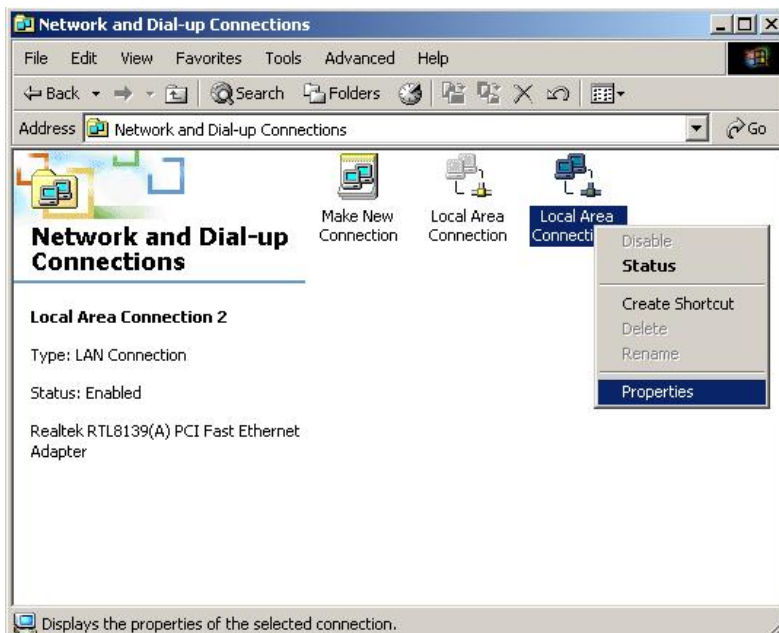 Network and Dial-up Connections
File Edit View Favorites Tools Advanced Help
Back Search Folders
Address Network and Dial-up Connections Go
Network and Dial-up
Connections
Local Area Connection 2
Type: LAN Connection
Status: Enabled
Realtek RTL8139(A) PCI Fast Ethernet
Adapter
Make New
Connection
Local Area
Connection
Local Area
Connecti
Disable
Status
Create Shortcut
Delete
Rename
Properties
Displays the properties of the selected connection.